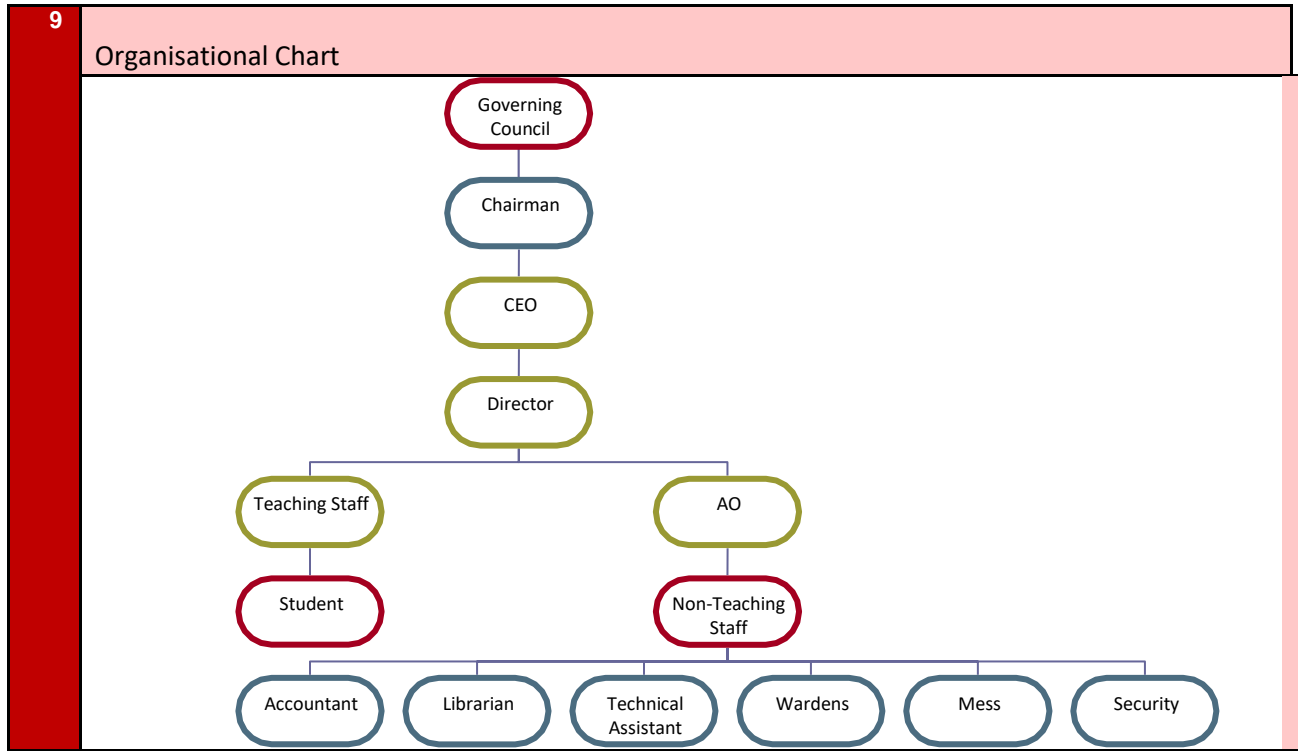 9
Organisational Chart
Governing
Council
Chairman
CEO
Director
Teaching Staff
AO
Student
Non-Teaching
Staff
Accountant
Librarian
Technical
Assistant
Wardens
Mess
Security